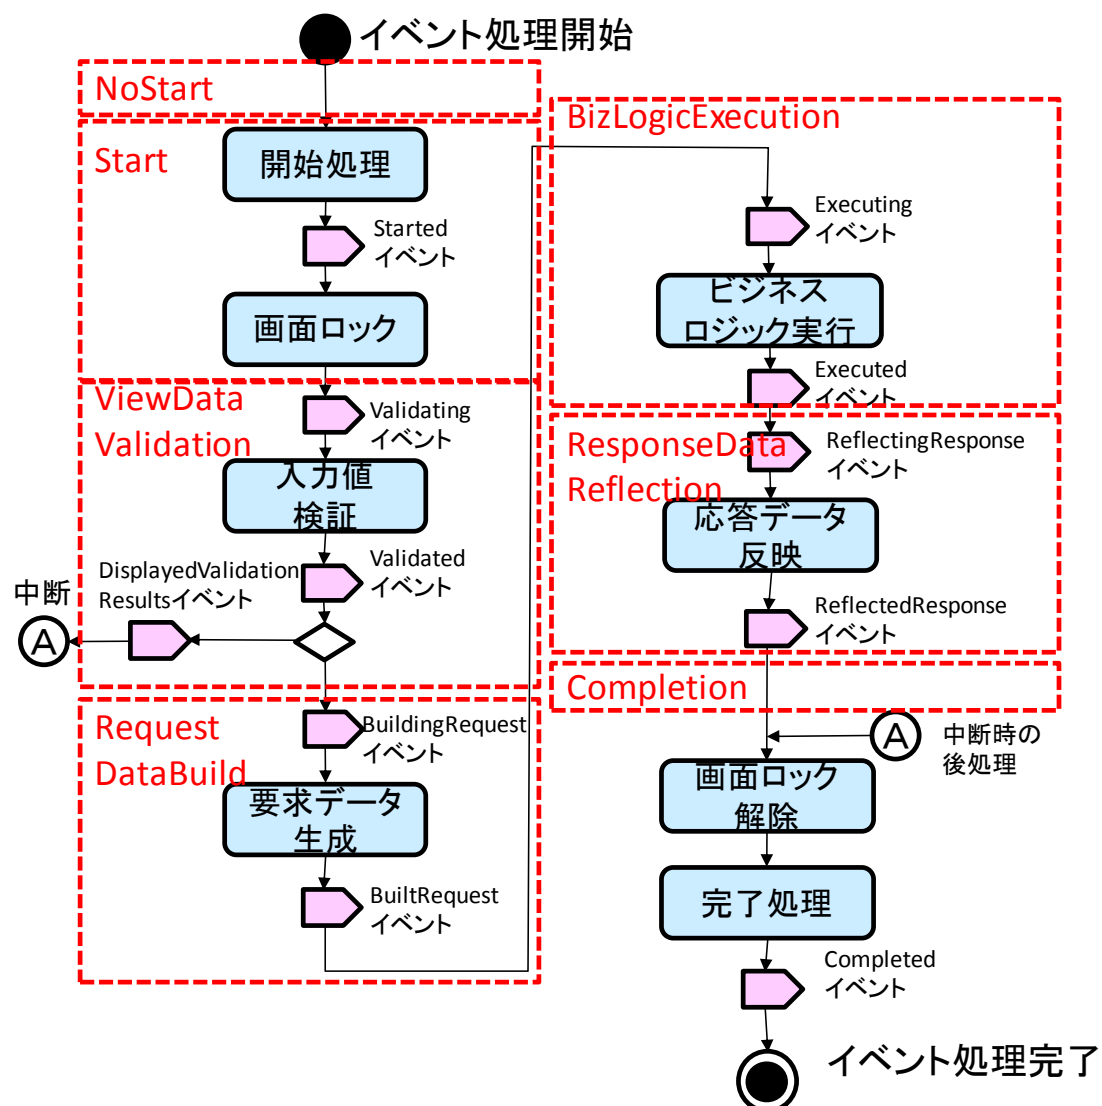 イベント処理開始
NoStart
Start
開始処理
Started
イベント
画面ロック
ViewData
Validation
Validating
イベント
入力値
検証
Validated
イベント
DisplayedValidation
Resultsイベント
中断
A
Request
DataBuild
BuildingRequest
イベント
要求データ
生成
BuiltRequest
イベント
BizLogicExecution
Executing
イベント
ビジネス
ロジック実行
Executed
イベント
ResponseData
Reflection
ReflectingResponse
イベント
応答データ
反映
ReflectedResponse
イベント
Completion
A
中断時の
後処理
画面ロック
解除
完了処理
Completed
イベント
イベント処理完了